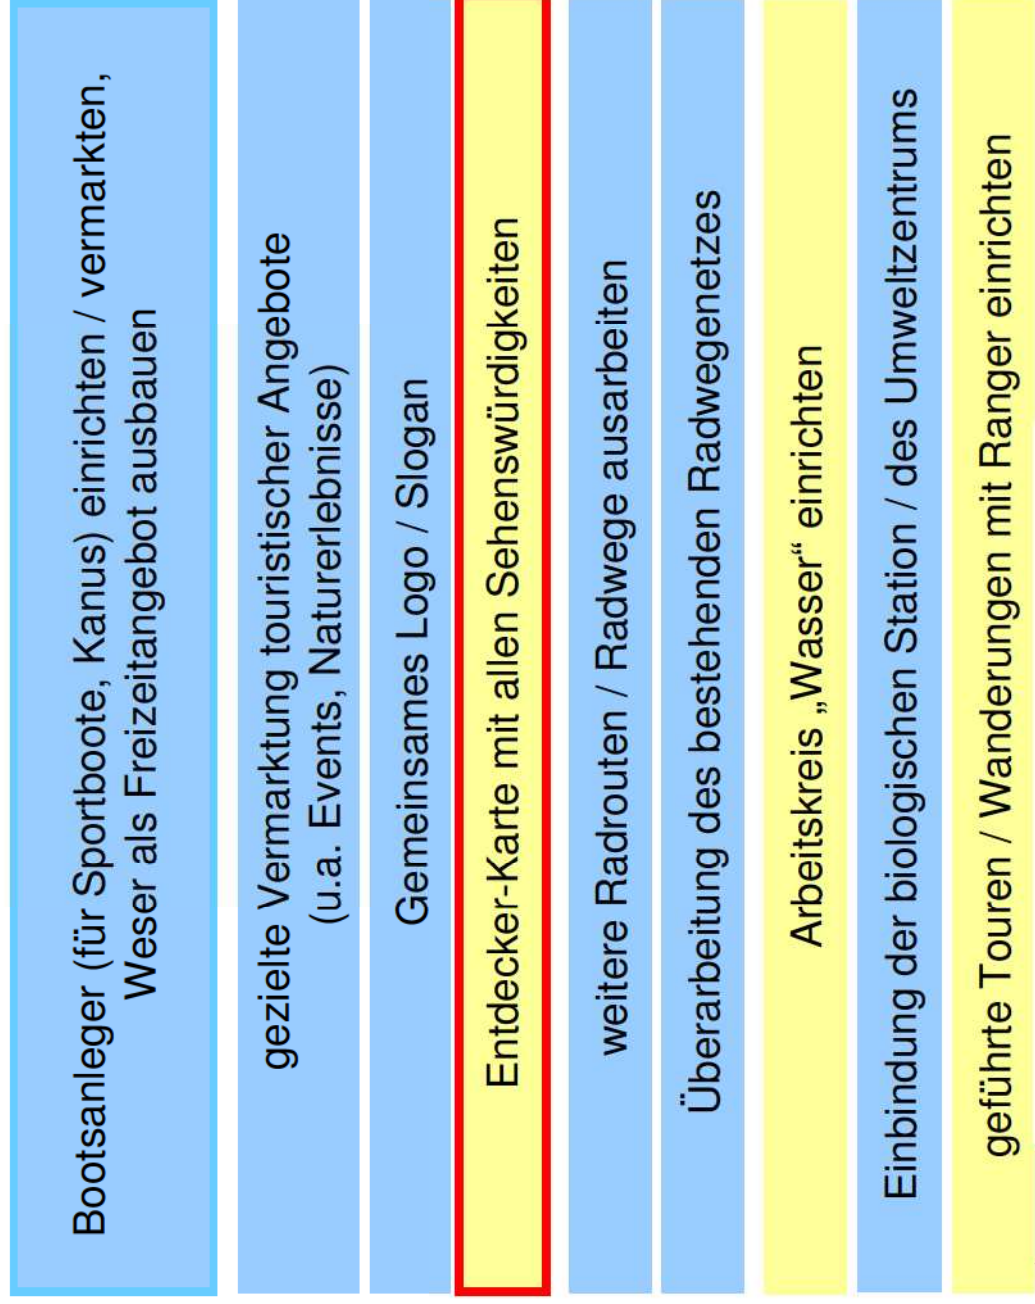 Bootsanleger (für Sportboote, Kanus) einrichten / vermarkten,
Weser als Freizeitangebot ausbauen
gezielte Vermarktung touristischer Angebote
(u.a. Events, Naturerlebnisse)
Gemeinsames Logo / Slogan
Entdecker-Karte mit allen Sehenswürdigkeiten
weitere Radrouten / Radwege ausarbeiten
Überarbeitung des bestehenden Radwegenetzes
Arbeitskreis „Wasser“ einrichten
Einbindung der biologischen Station / des Umweltzentrums
geführte Touren / Wanderungen mit Ranger einrichten